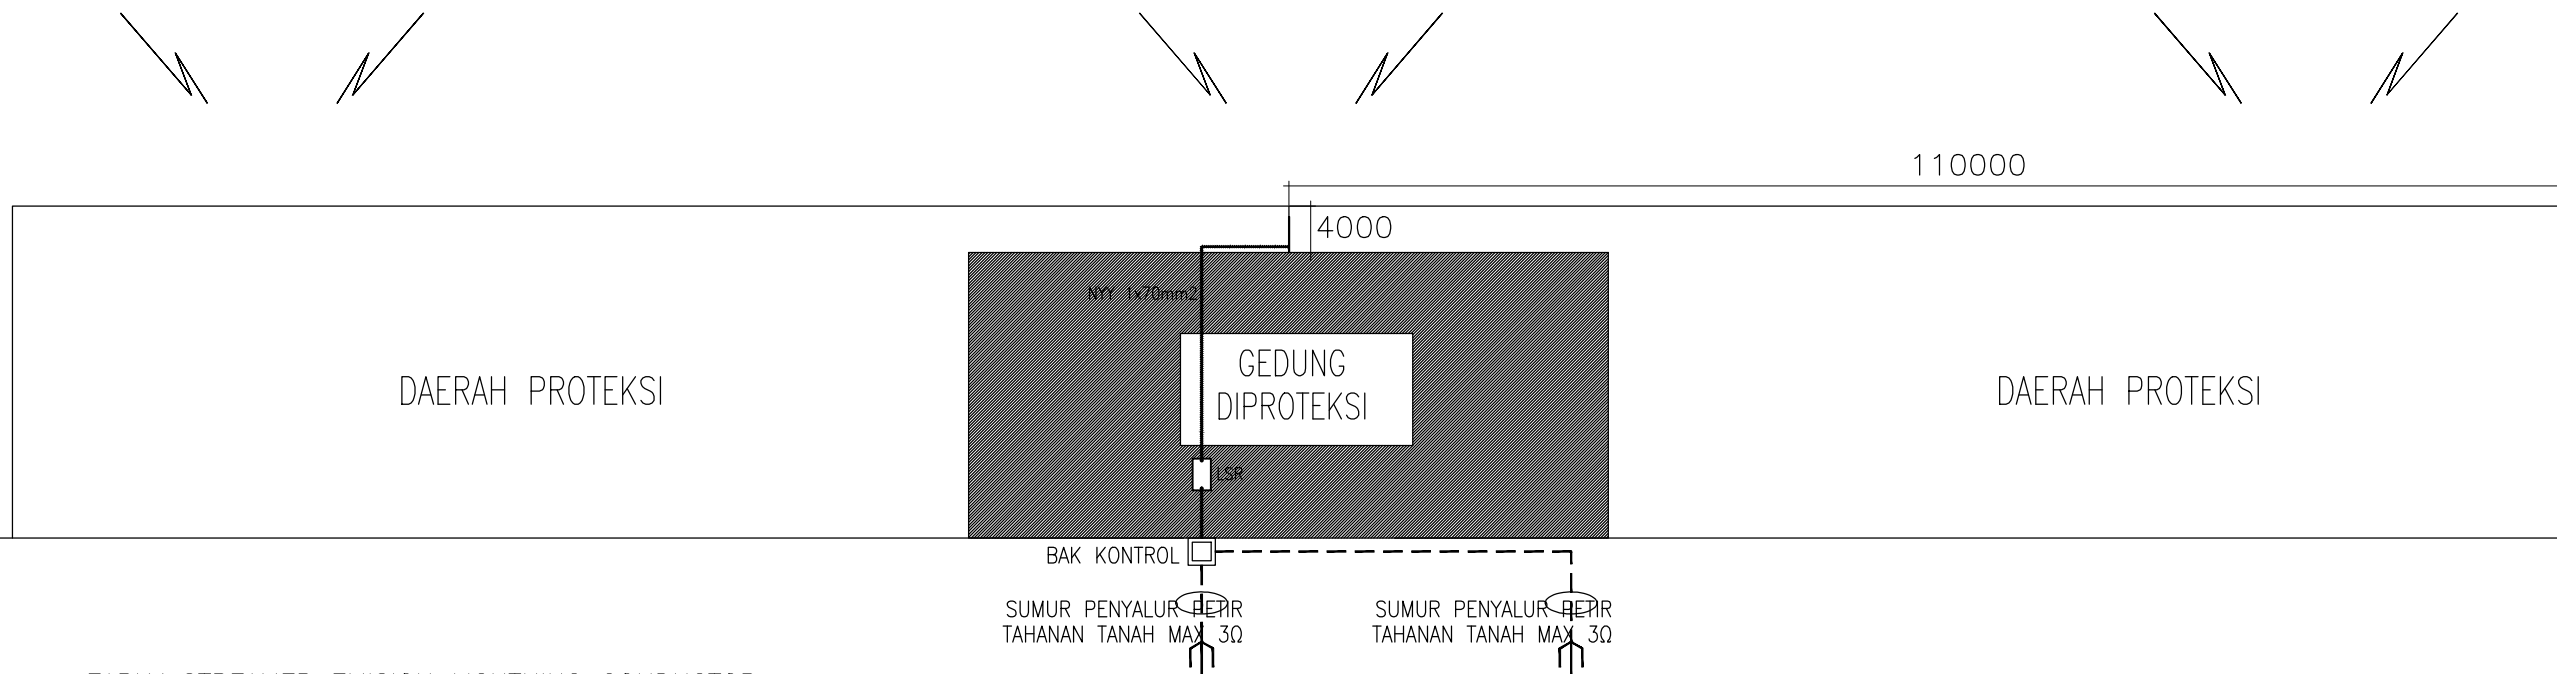 110000
4000
NYY 1x70mm2
GEDUNG
DIPROTEKSI
DAERAH PROTEKSI
DAERAH PROTEKSI
LSR
BAK KONTROL
SUMUR PENYALUR PETIR
TAHANAN TANAH MAX 3Ω
SUMUR PENYALUR PETIR
TAHANAN TANAH MAX 3Ω